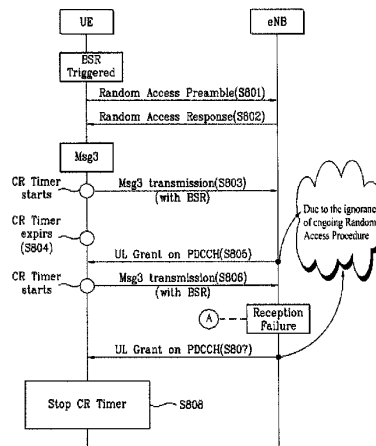 UE
eNB
BSR
Triggered
Random Access Preamble(S801)
Random Access Response(S802)
Msg3
CR Timer
starts
Msg3 transmission(S803)
(with BSR)
Due to the ignorance
of cngoing Random
Access Procedure
CR Timer
expirs
(S804)
UL Grant on PDCCH(S805)
CR Timer
starts
Msg3 transmission(S806)
(with BSR)
A
Reception
Failure
UL Grant on PDCCH(S807)
Stop CR Timer
S808